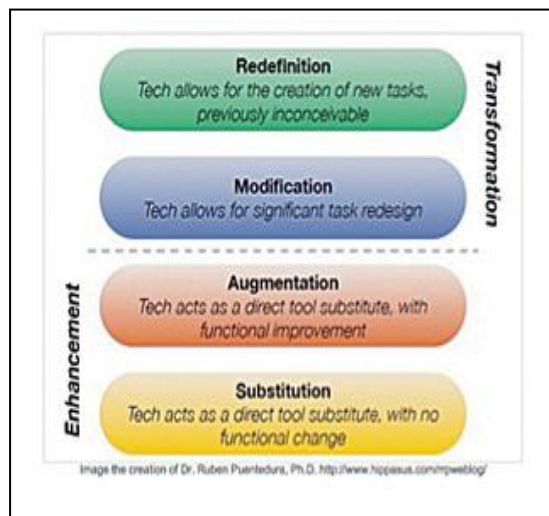 Redefinition
Tech allows for the creation of new tasks,
previously inconceivable
Transformation
Modification
Tech allows for significant task redesign
Enhancement
Augmentation
Tech acts as a direct tool substitute, with
functional improvement
Substitution
Tech acts as a direct tool substitute, with no
functional change
Image the creation of Dr. Ruben Puentedura, Ph.D. http://www.hippasus.com/rrpweblog/